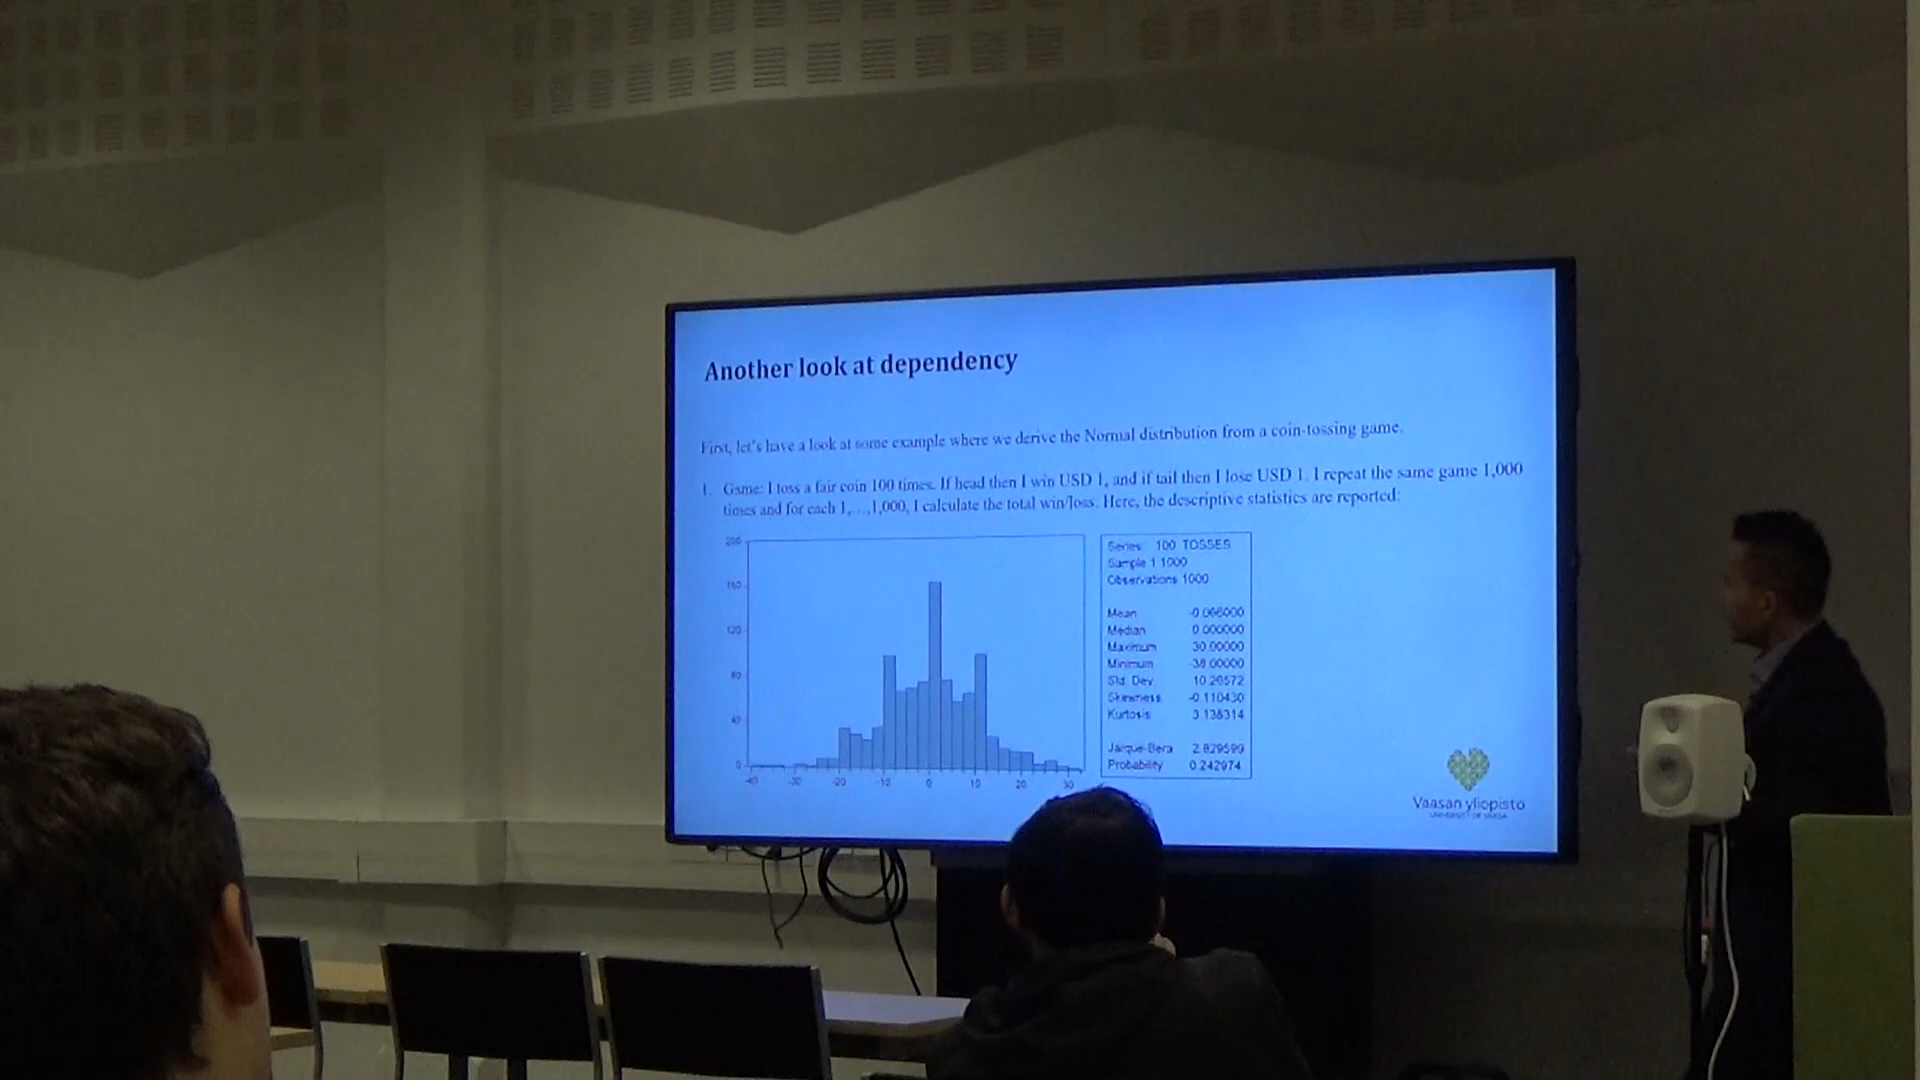 Another look at dependency
First, let's have a look at some example where we derive the Normal distribution from a coin-tossing game.
1. Game: I toss a fair coin 100 times. If head then I win USD 1, and if tail then I lose USD 1. I repeat the same game 1,000
times and for each 1,…,1,000, I calculate the total win/loss. Here, the descriptive statistics are reported:
200
160
120
80
40
0
-40 -30 -20 -10 0 10 20 30
Series: 100 TOSSES
Sample 1 1000
Observations 1000
Mean -0.066000
Median 0.000000
Maximum 30.00000
Minimum -38.00000
Std. Dev. 10.26572
Skewness -0.110430
Kurtosis 3.138314
Jarque-Bera 2.829599
Probability 0.242974
Vaasan yliopisto
UNIVERSITY OF VAASA